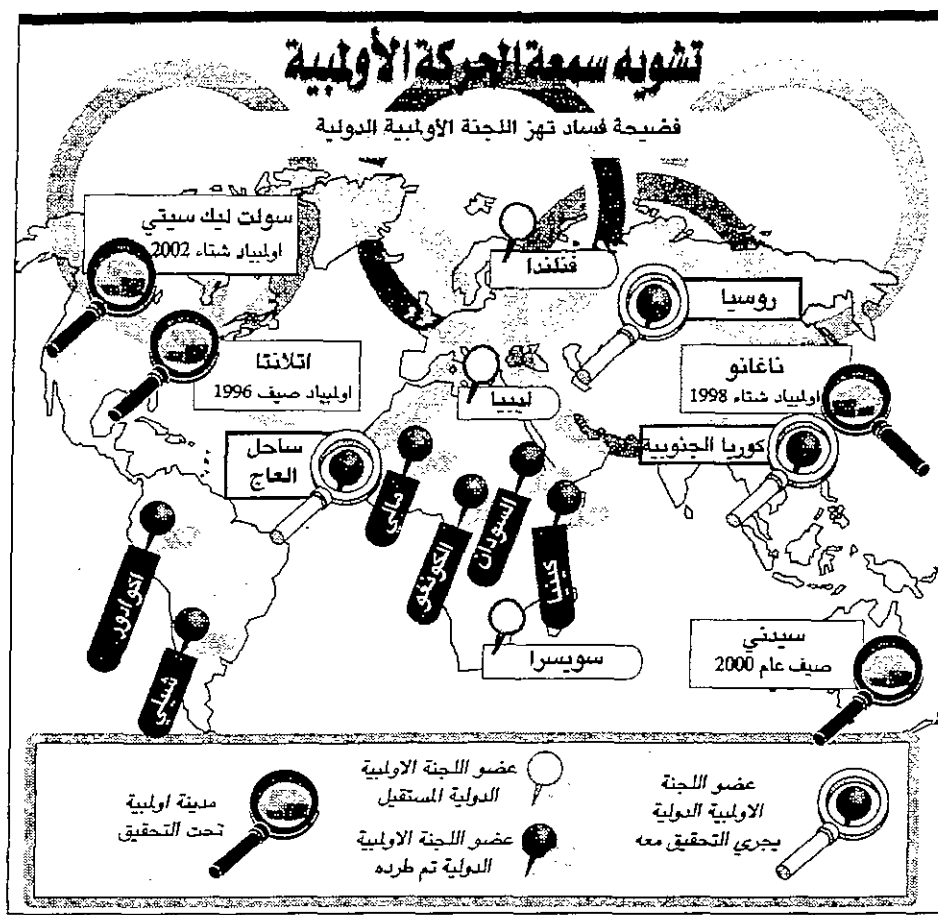 تشويه سمعة الحركة الأولمبية
فضيحة فساد تهز اللجنة الأولمبية الدولية
سولت ليك سيتي
اولمبياد شتاء 2002
فنلندا
روسيا
اتلانتا
اولمبياد صيف 1996
ليبيا
ناغانو
اولمبياد شتاء 1998
كوريا الجنوبية
ساحل
العاج
مالي
الكونغو
السودان
كينيا
اكوادور
شيلي
سويسرا
سيدني
صيف عام 2000
عضو اللجنة
الاولمبية الدولية
يجري التحقيق معه
عضو اللجنة الاولمبية
الدولية المستقيل
عضو اللجنة الاولمبية
الدولية تم طرده
مدينة اولمبية
تحت التحقيق